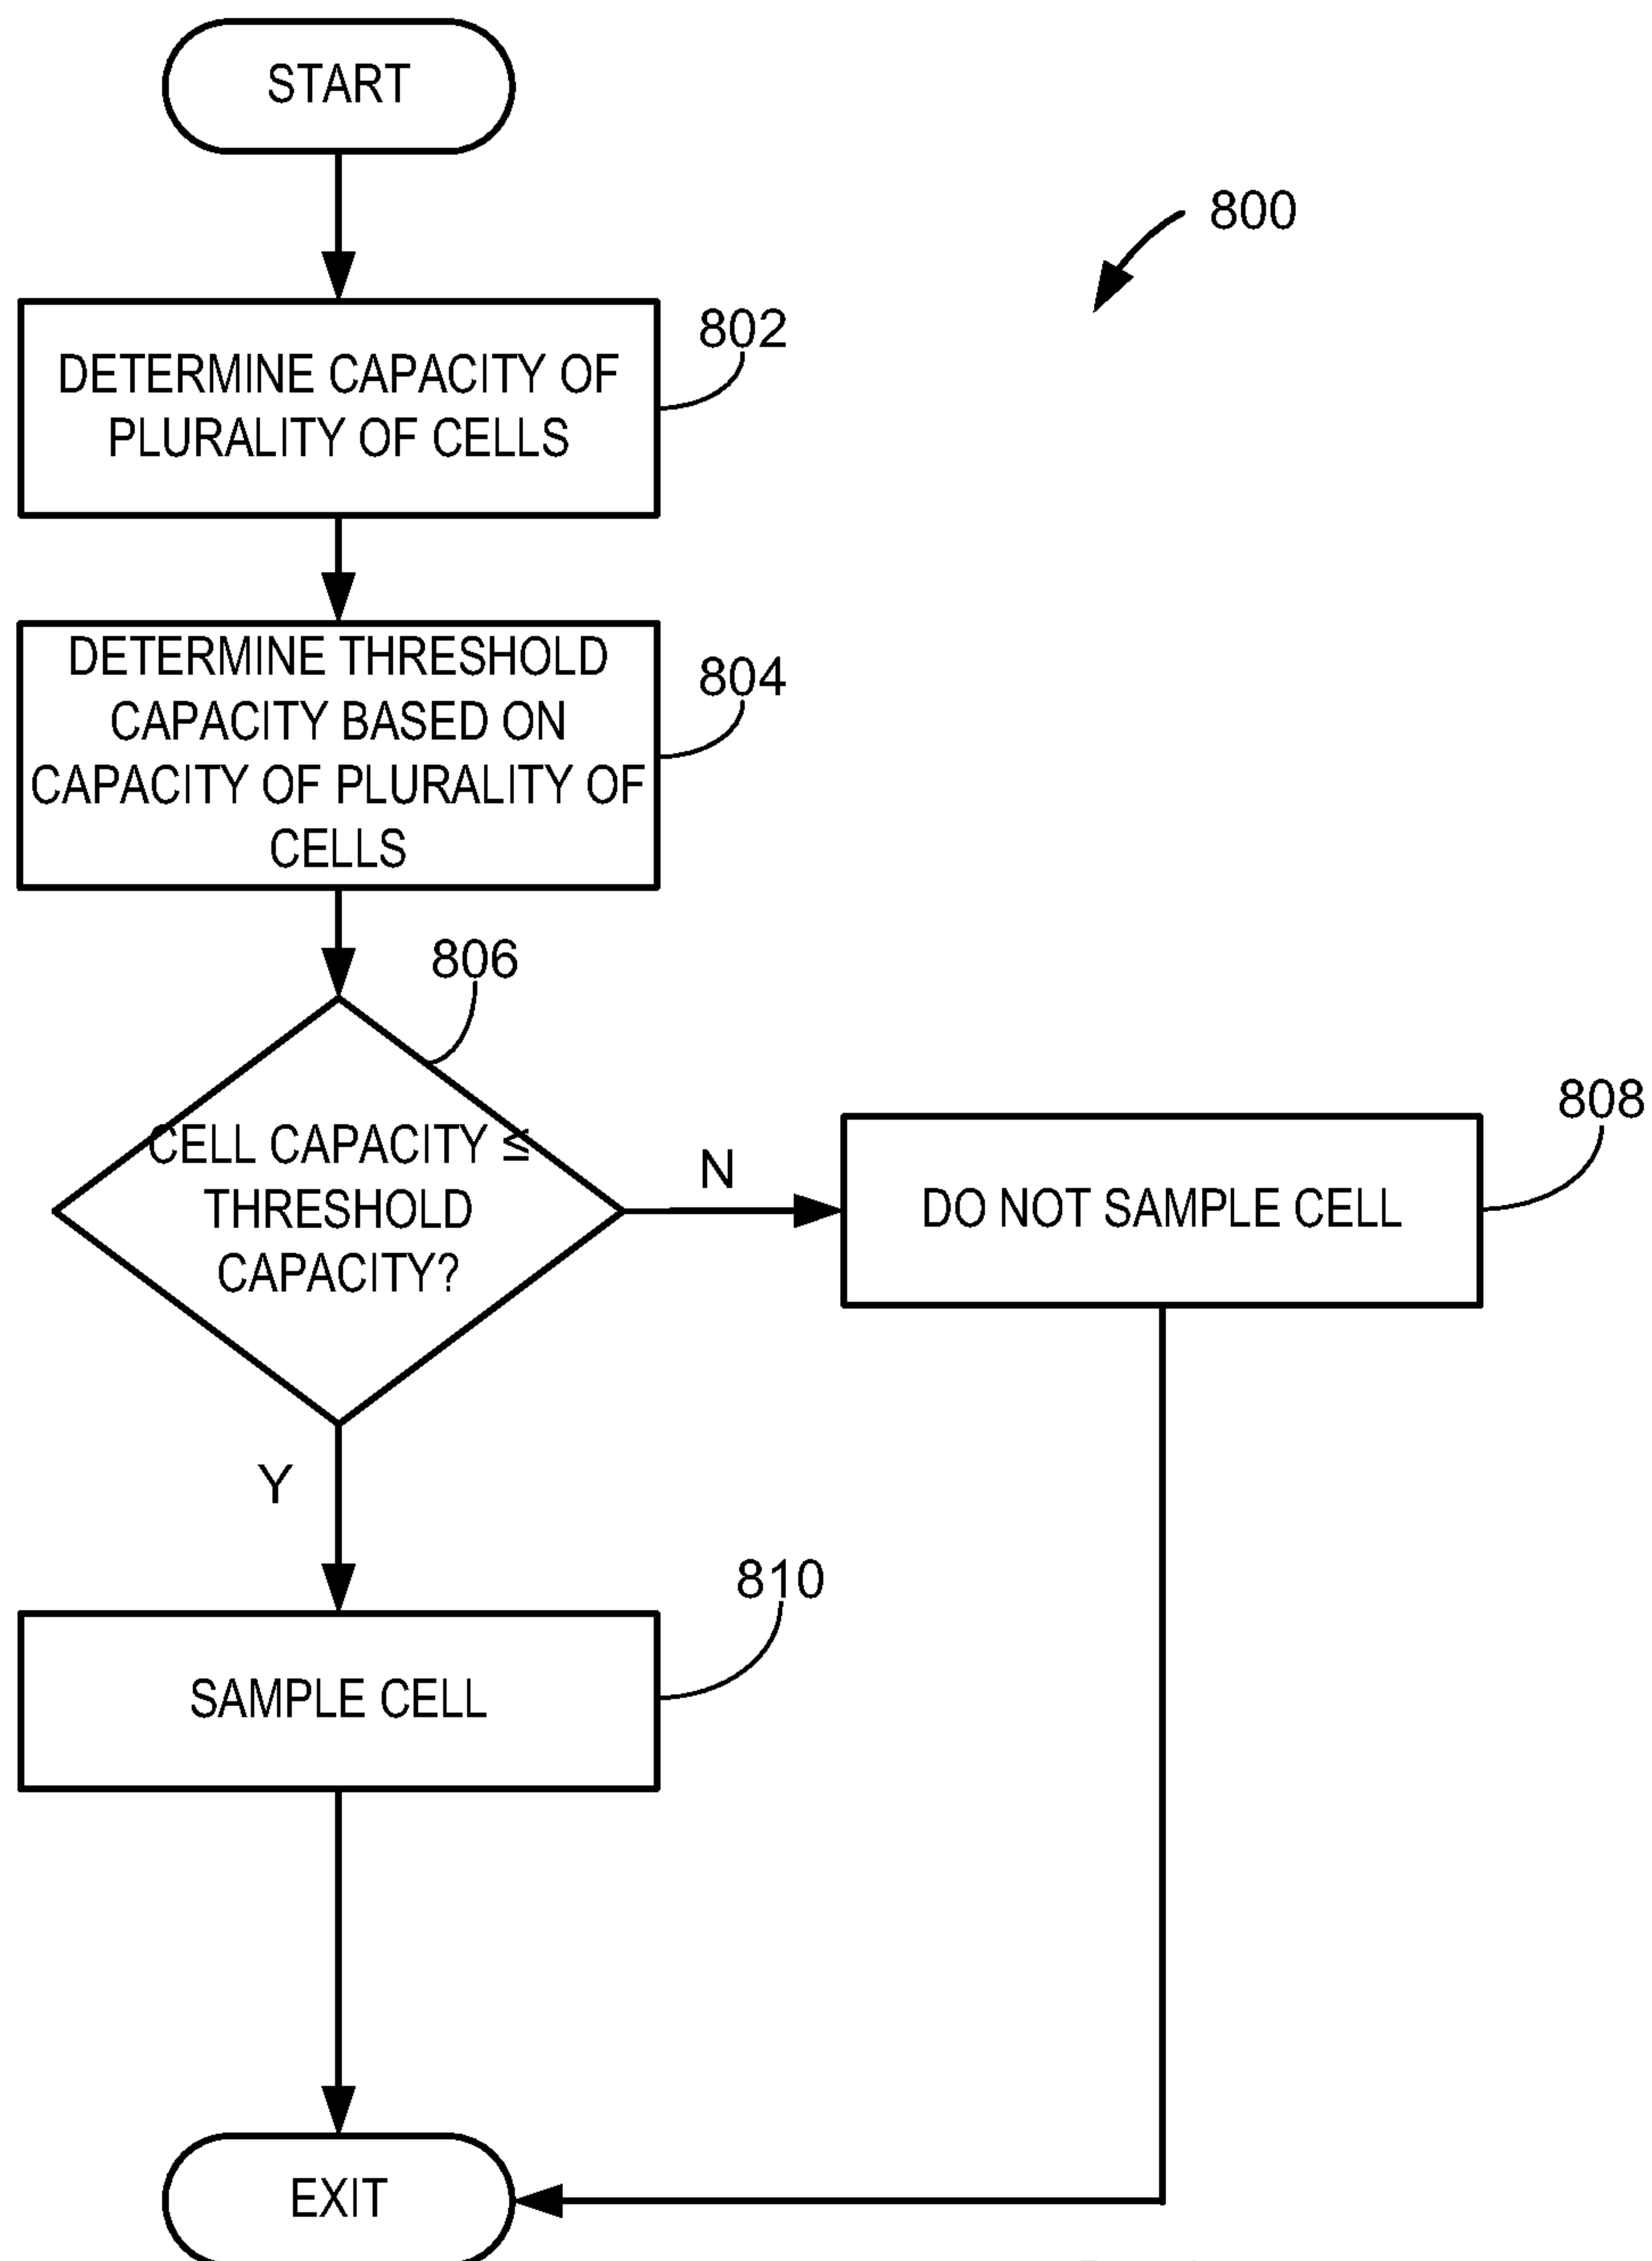 START
800
802
DETERMINE CAPACITY OF
PLURALITY OF CELLS
804
DETERMINE THRESHOLD
CAPACITY BASED ON
CAPACITY OF PLURALITY OF
CELLS
806
CELL CAPACITY ≤
THRESHOLD
CAPACITY?
N
808
DO NOT SAMPLE CELL
Y
810
SAMPLE CELL
EXIT